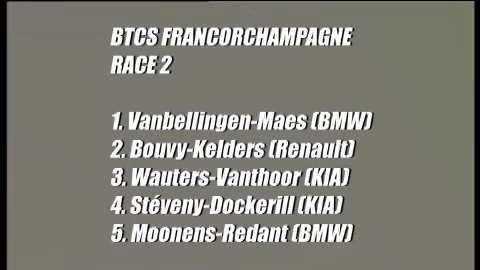 BTCS FRANCORCHAMPAGNE
RACE 2
1. Vanbellingen-Maes (BMW)
2. Bouvy-Kelders (Renault)
3. Wauters-Vanthoor (KIA)
4. Stéveny-Dockerill (KIA)
5. Moonens-Redant (BMW)